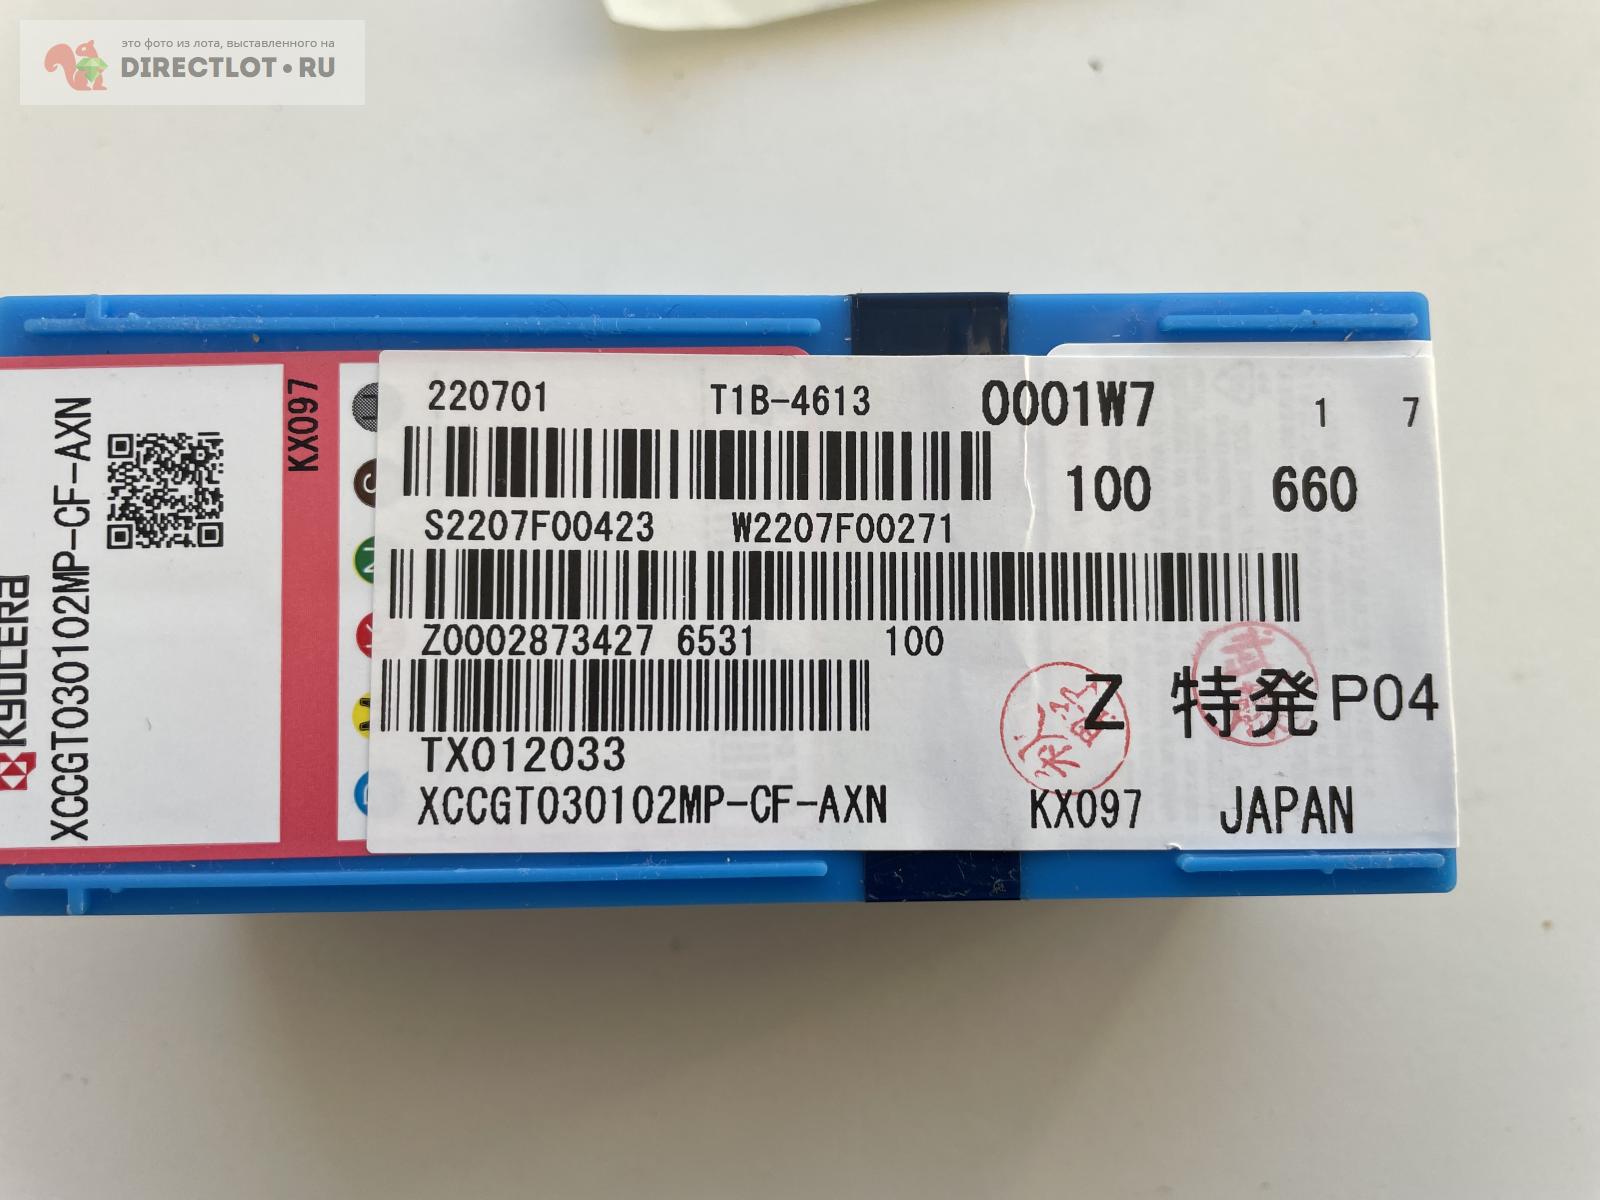 это фото из лота, выставленного на
DIRECTLOT•RU
KYOCERA
XCCGT030102MP-CF-AXN
KX097
220701 T1B-4613 0001W7 1 7
100 660
S2207F00423 W2207F00271
Z0002873427 6531 100
Z 特発 P04
TX012033
XCCGT030102MP-CF-AXN KX097 JAPAN